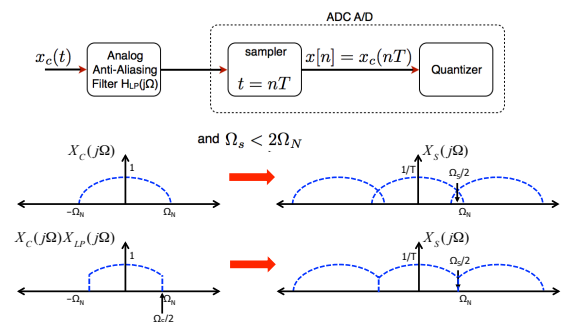 ADC A/D
x_c(t)
Analog
Anti-Aliasing
Filter H_LP(jΩ)
sampler
t = nT
x[n] = x_c(nT)
Quantizer
and Ω_s < 2Ω_N
X_C(jΩ)
1
-Ω_N
Ω_N
X_S(jΩ)
1/T
Ω_S/2
Ω_N
X_C(jΩ)X_LP(jΩ)
1
-Ω_N
Ω_N
Ω_S/2
X_S(jΩ)
1/T
Ω_S/2
Ω_N